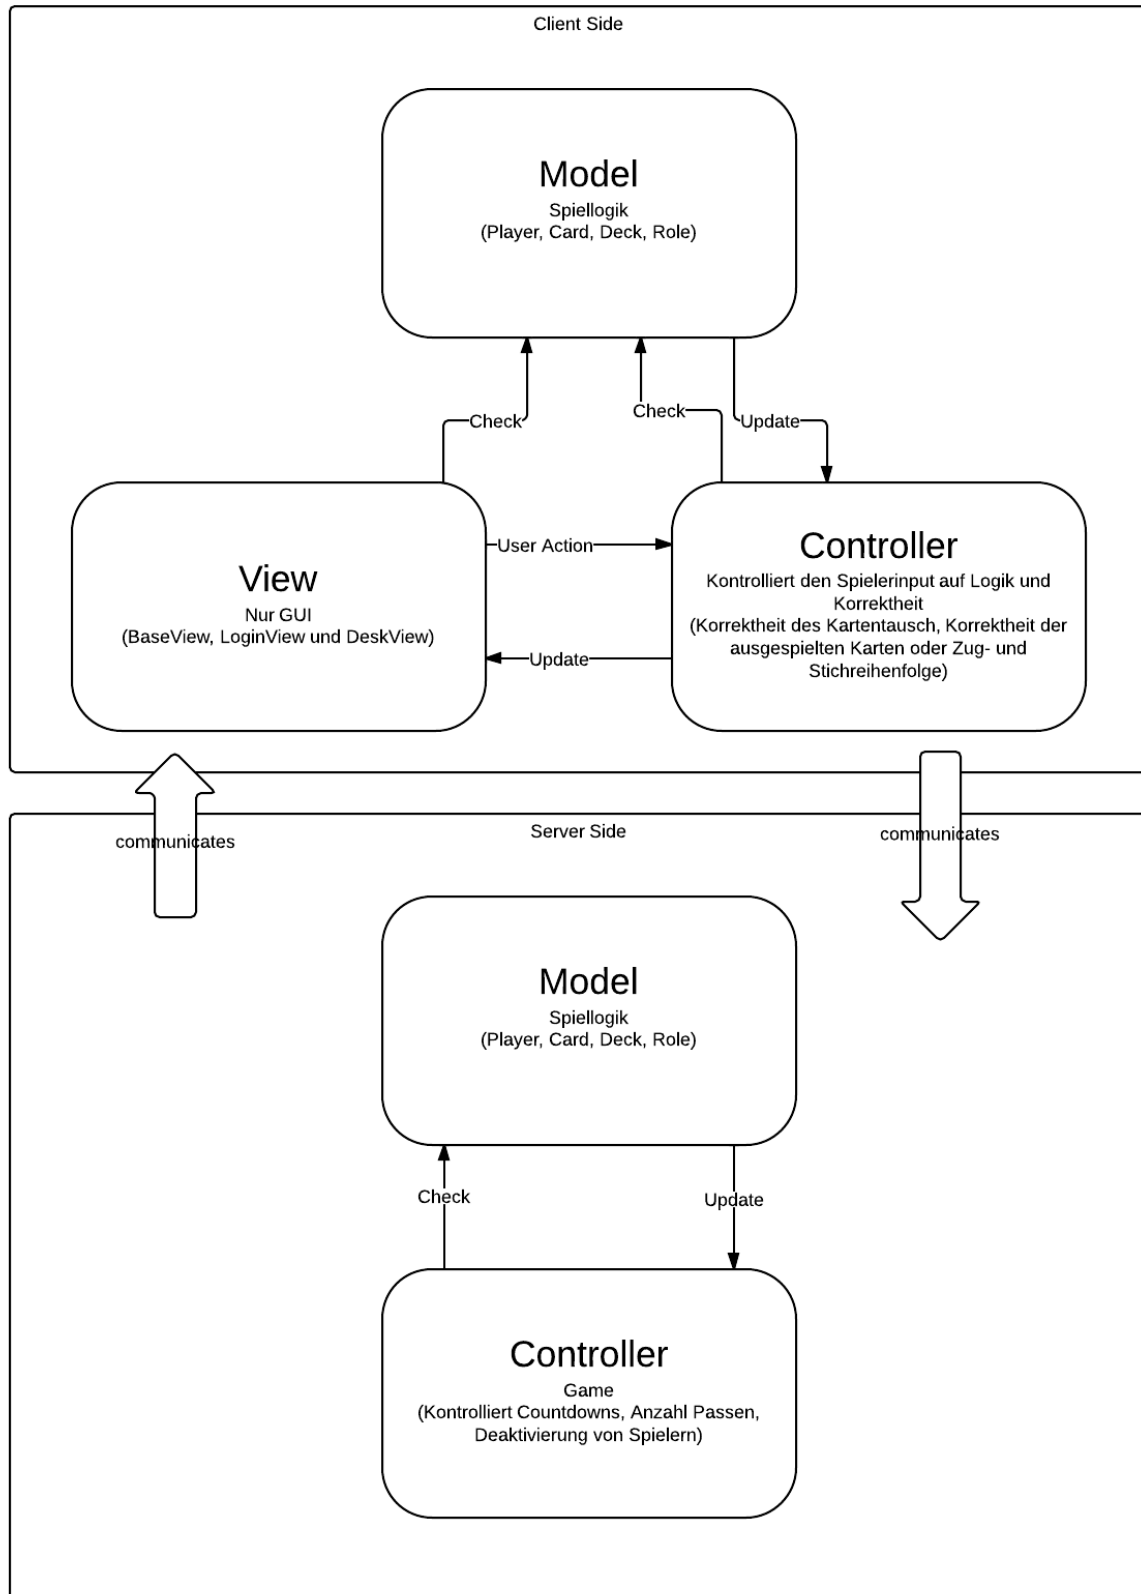 Client Side
Model
Spiellogik
(Player, Card, Deck, Role)
Check
Check
Update
View
Nur GUI
(BaseView, LoginView und DeskView)
User Action
Update
Controller
Kontrolliert den Spielerinput auf Logik und
Korrektheit
(Korrektheit des Kartentausch, Korrektheit der
ausgespielten Karten oder Zug- und
Stichreihenfolge)
communicates
communicates
Server Side
Model
Spiellogik
(Player, Card, Deck, Role)
Check
Update
Controller
Game
(Kontrolliert Countdowns, Anzahl Passen,
Deaktivierung von Spielern)